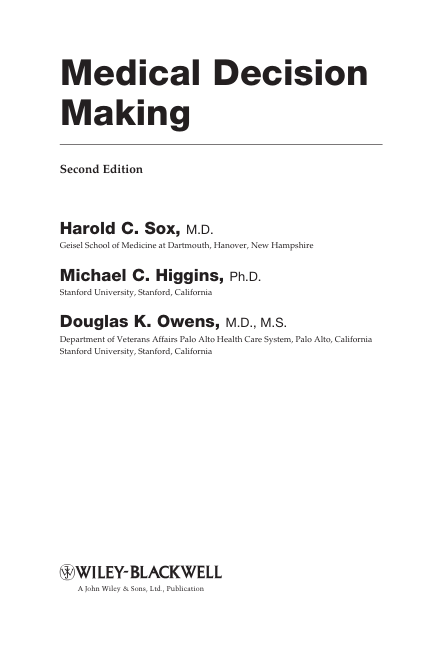 Medical Decision
Making
Second Edition
Harold C. Sox, M.D.
Geisel School of Medicine at Dartmouth, Hanover, New Hampshire
Michael C. Higgins, Ph.D.
Stanford University, Stanford, California
Douglas K. Owens, M.D., M.S.
Department of Veterans Affairs Palo Alto Health Care System, Palo Alto, California
Stanford University, Stanford, California
WILEY-BLACKWELL
A John Wiley & Sons, Ltd., Publication